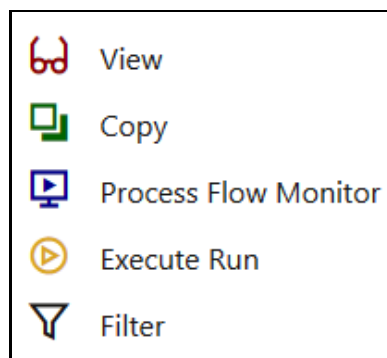 View
Copy
Process Flow Monitor
Execute Run
Filter